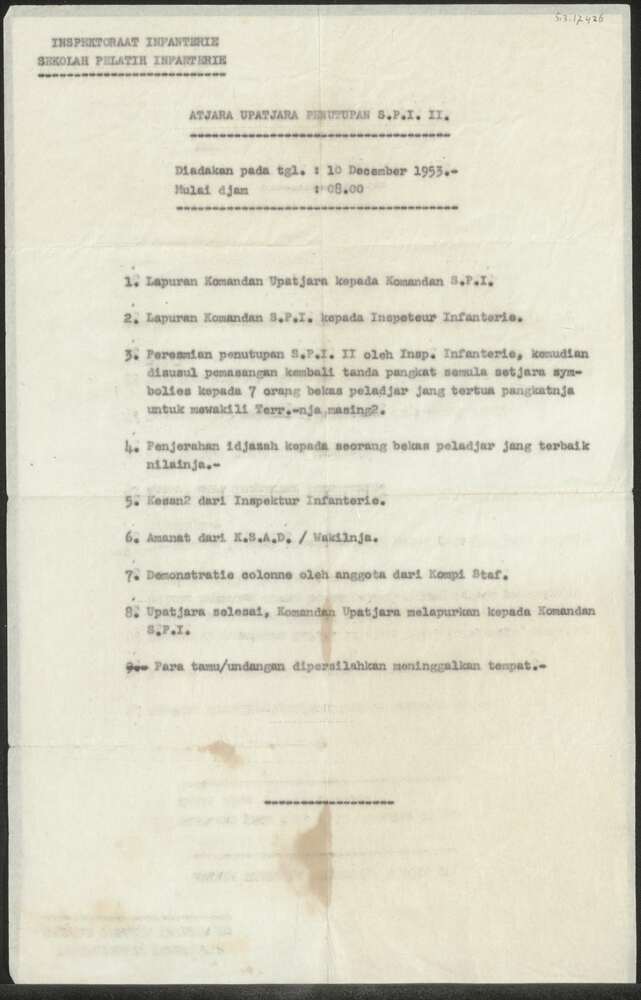 53.12426
INSPEKTORAAT INFANTERIE
SEKOLAH PELATIH INFANTERIE
ATJARA UPATJARA PENUTUPAN S.P.I. II.
Diadakan pada tgl. : 10 December 1953.-
Mulai djam : 08.00
1. Lapuran Komandan Upatjara kepada Komandan S.P.I.
2. Lapuran Komandan S.P.I. kepada Inspeteur Infanterie.
3. Peresmian penutupan S.P.I. II oleh Insp. Infanterie, kemudian
disusul pemasangan kembali tanda pangkat semula setjara sym-
bolies kepada 7 orang bekas peladjar jang tertua pangkatnja
untuk mewakili Terr.-nja masing2.
4. Penjerahan idjazah kepada seorang bekas peladjar jang terbaik
nilainja.-
5. Kesan2 dari Inspektur Infanterie.
6. Amanat dari K.S.A.D. / Wakilnja.
7. Demonstratie colonne oleh anggota dari Kompi Staf.
8. Upatjara selesai, Komandan Upatjara melapurkan kepada Komandan
S.P.I.
9.- Para tamu/undangan dipersilahkan meninggalkan tempat.-